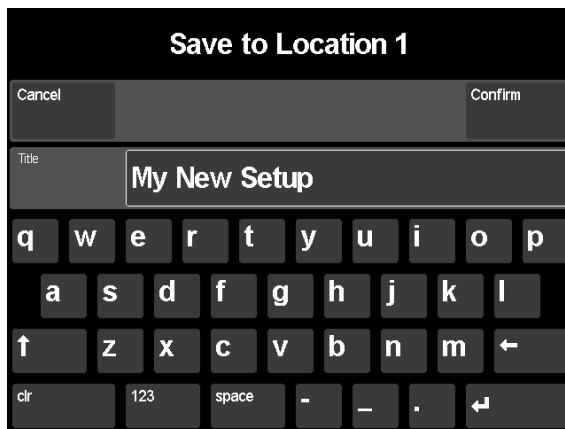 Save to Location 1
Cancel Confirm
Title My New Setup
q w e r t y u i o p
a s d f g h j k l
↑ z x c v b n m ←
clr 123 space - _ . ↵